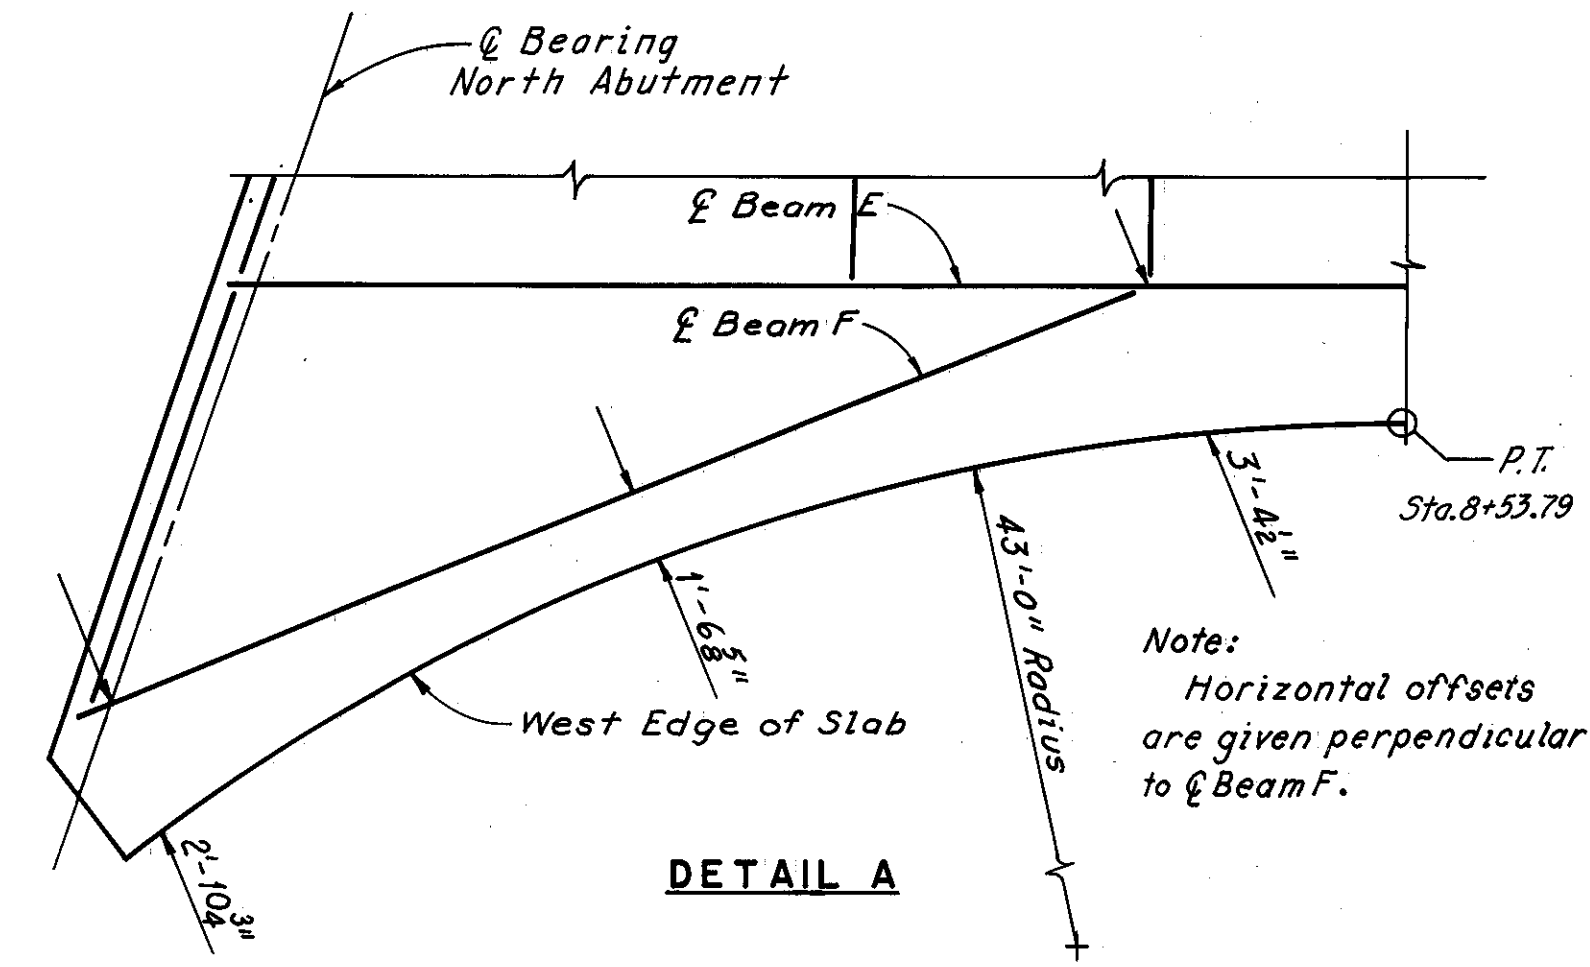 ℄ Bearing
North Abutment
℄ Beam E
℄ Beam F
P.T.
Sta.8+53.79
3'-4½"
43'-0" Radius
1'-6⅝"
Note:
Horizontal offsets
are given perpendicular
to ℄ Beam F.
West Edge of Slab
2'-10¾"
DETAIL A